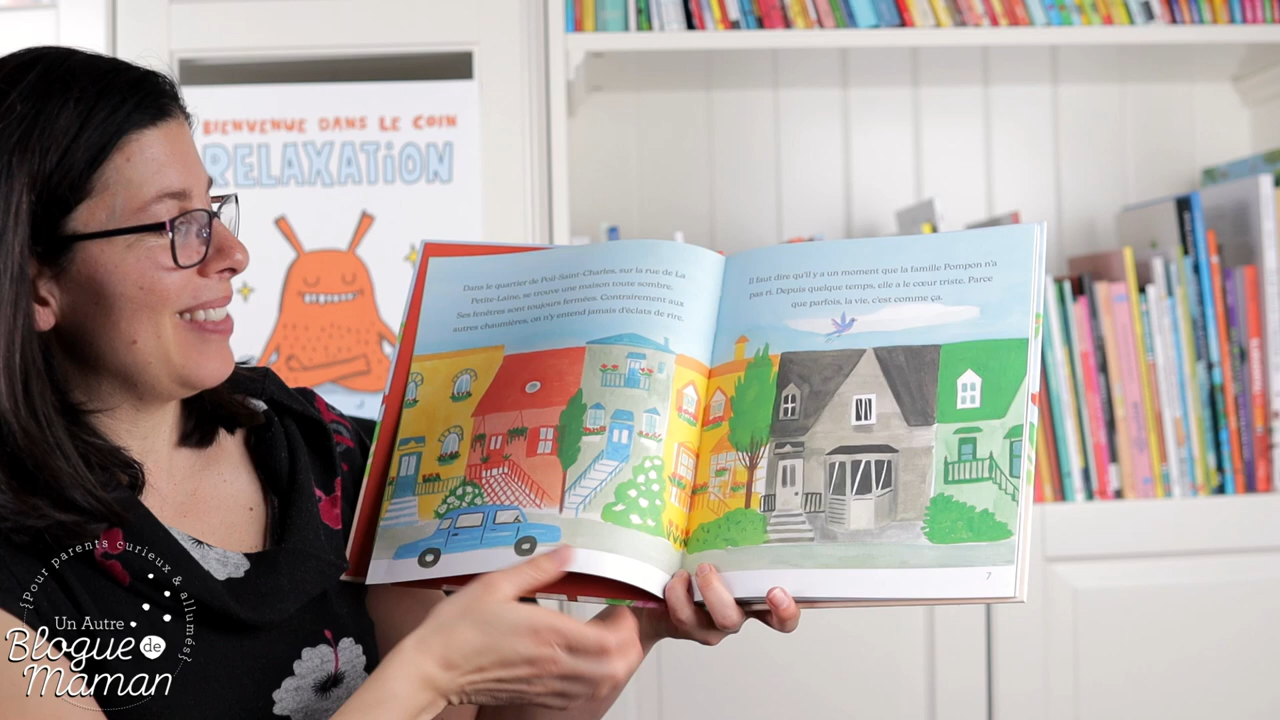 BIENVENUE DANS LE COIN
RELAXATION
Dans le quartier de Poil-Saint-Charles, sur la rue de La
Petite-Laine, se trouve une maison toute sombre.
Ses fenêtres sont toujours fermées. Contrairement aux
autres chaumières, on n'y entend jamais d'éclats de rire.
Il faut dire qu'il y a un moment que la famille Pompon n'a
pas ri. Depuis quelque temps, elle a le cœur triste. Parce
que parfois, la vie, c'est comme ça.
7
{Pour parents curieux & allumés}
Un Autre
Blogue de
Maman